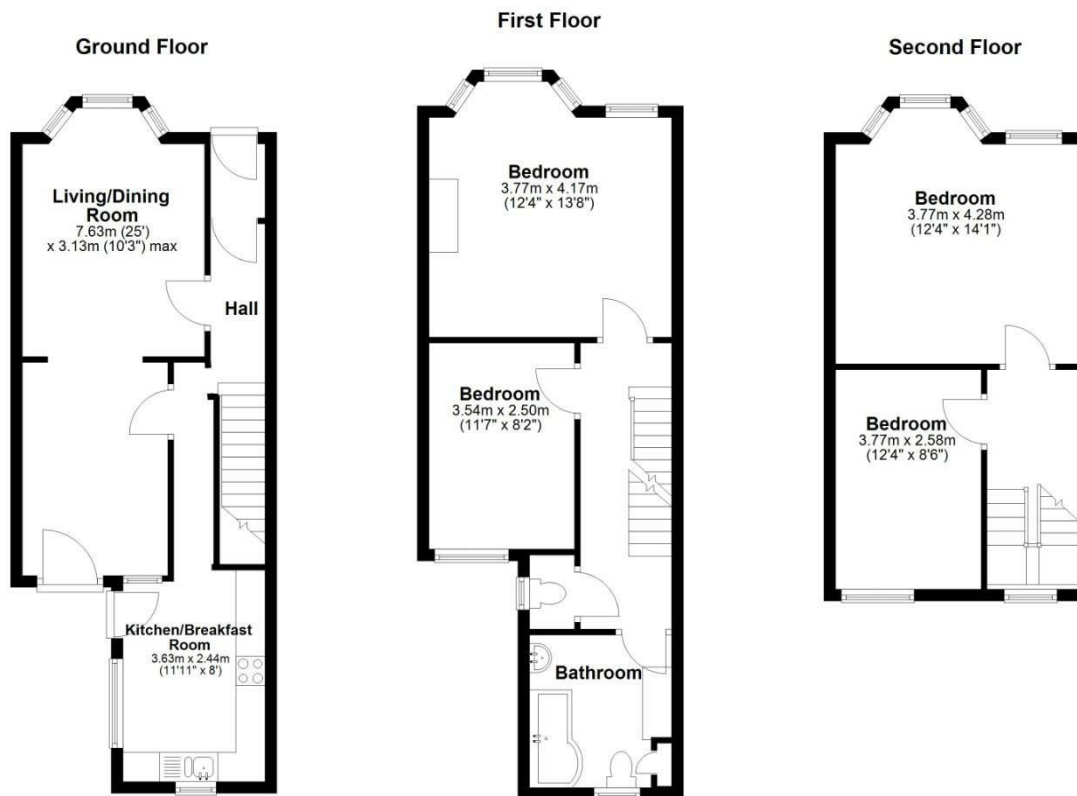 Ground Floor
Living/Dining
Room
7.63m (25')
x 3.13m (10'3") max
Hall
Kitchen/Breakfast
Room
3.63m x 2.44m
(11'11" x 8')
First Floor
Bedroom
3.77m x 4.17m
(12'4" x 13'8")
Bedroom
3.54m x 2.50m
(11'7" x 8'2")
Bathroom
Second Floor
Bedroom
3.77m x 4.28m
(12'4" x 14'1")
Bedroom
3.77m x 2.58m
(12'4" x 8'6")